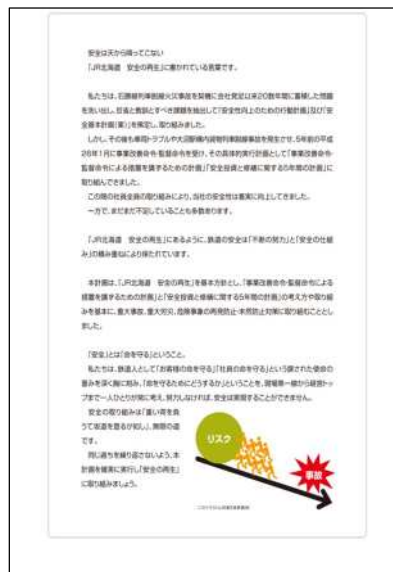 安全は天から降ってこない
「JR北海道　安全の再生」に書かれている言葉です。
私たちは、石勝線列車脱線火災事故を契機に会社発足以来20数年間に蓄積した問題
を洗い出し、反省と教訓とすべき課題を抽出して「安全性向上のための行動計画」及び「安
全基本計画(案)」を策定し、取り組みました。
しかし、その後も車両トラブルや大沼駅構内貨物列車脱線事故を発生させ、5年前の平成
26年1月に事業改善命令・監督命令を受け、その具体的実行計画として「事業改善命令・
監督命令による措置を講ずるための計画」「安全投資と修繕に関する5年間の計画」に
取り組んできました。
この間の社員全員の取り組みにより、当社の安全性は着実に向上してきました。
一方で、まだまだ不足していることも多数あります。
「JR北海道　安全の再生」にあるように、鉄道の安全は「不断の努力」と「安全の仕組
み」の積み重ねにより保たれています。
本計画は、「JR北海道　安全の再生」を基本方針とし、「事業改善命令・監督命令による
措置を講ずるための計画」と「安全投資と修繕に関する5年間の計画」の考え方や取り組
みを基本に、重大事故、重大労災、危険事象の再発防止・未然防止対策に取り組むこととし
ました。
「安全」とは「命を守る」ということ。
私たちは、鉄道人として「お客様の命を守る」「社員の命を守る」という課された使命の
重みを深く胸に刻み、「命を守るためにどうするか」ということを、現場第一線から経営トッ
プまで一人ひとりが常に考え、努力しなければ、安全は実現することができません。
安全の取り組みは「重い荷を負
うて坂道を登るが如し」、無限の道
です。
同じ過ちを繰り返さないよう、本
計画を確実に実行し「安全の再生」
に取り組みましょう。
リスク
事故